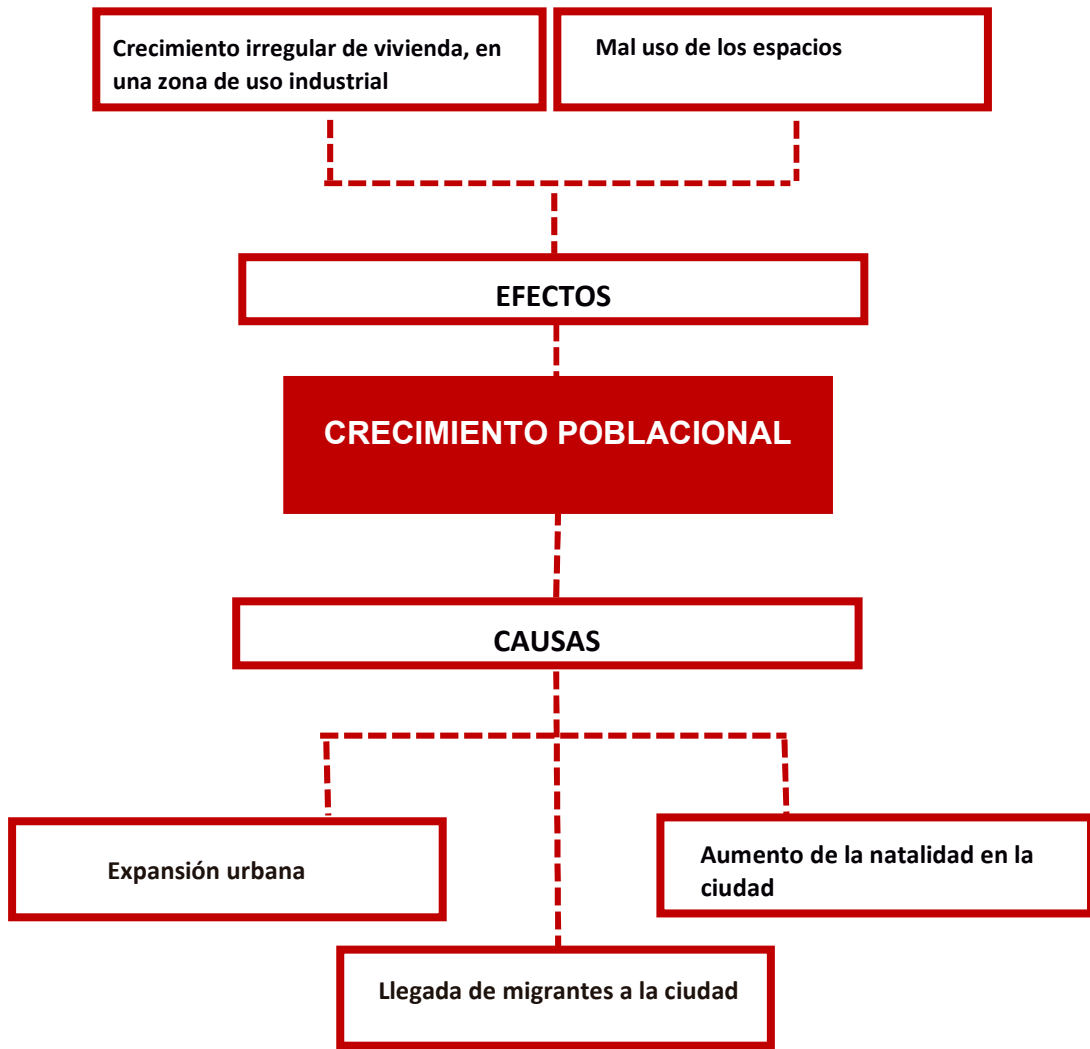 Crecimiento irregular de vivienda, en
una zona de uso industrial
Mal uso de los espacios
EFECTOS
CRECIMIENTO POBLACIONAL
CAUSAS
Expansión urbana
Aumento de la natalidad en la
ciudad
Llegada de migrantes a la ciudad